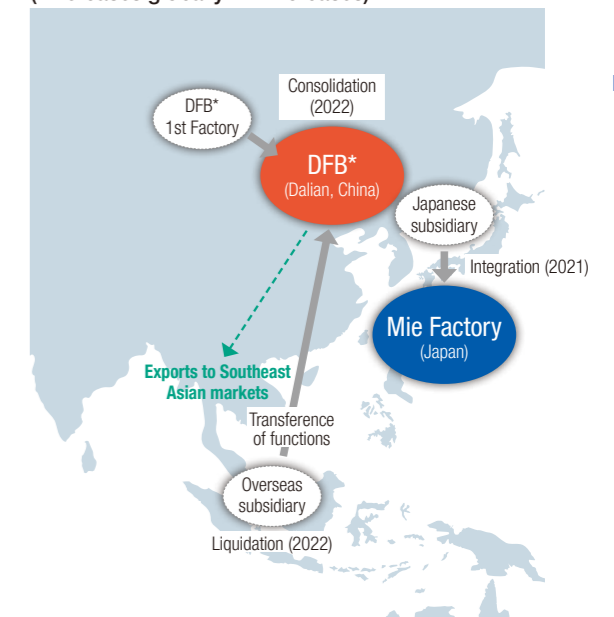 Consolidation
(2022)
DFB*
1st Factory
DFB*
(Dalian, China)
Japanese
subsidiary
Integration (2021)
Mie Factory
(Japan)
Exports to Southeast
Asian markets
Transference
of functions
Overseas
subsidiary
Liquidation (2022)